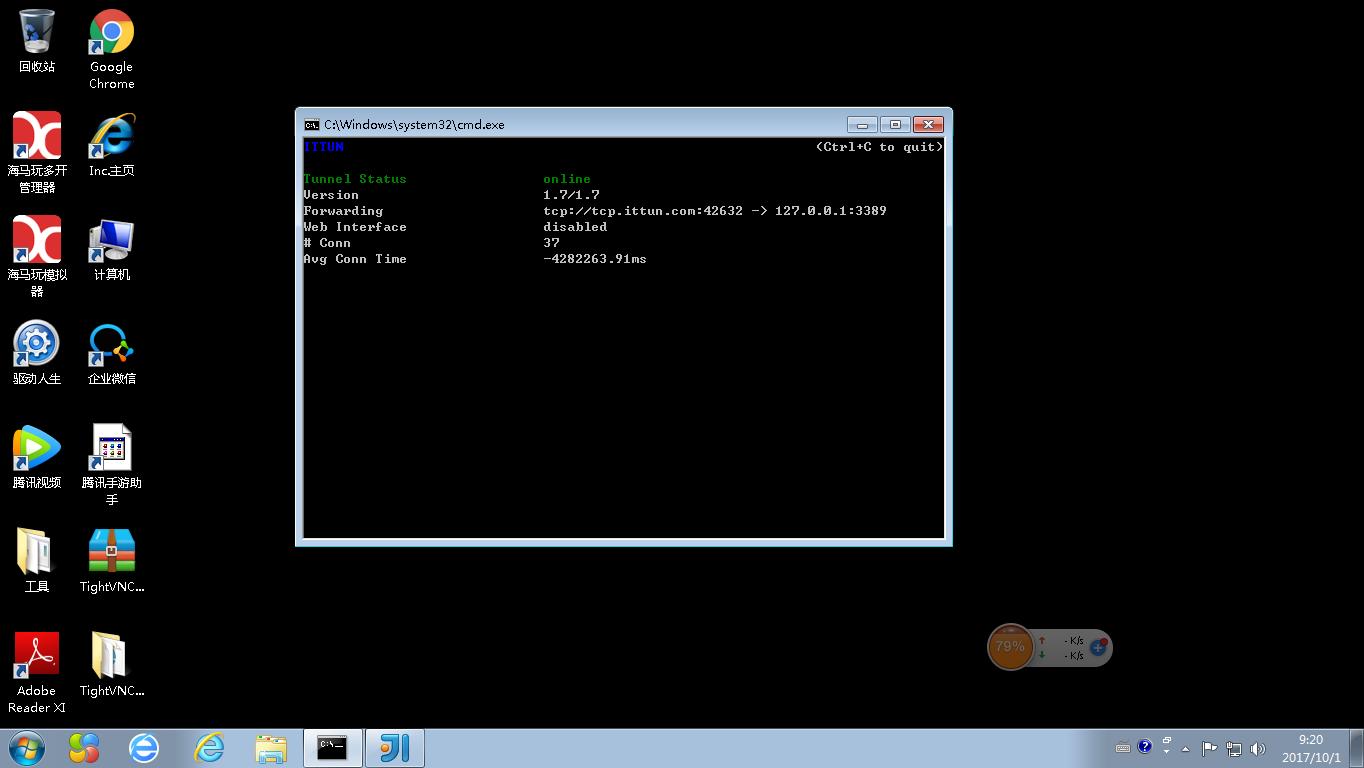 回收站
Google
Chrome
海马玩多开
管理器
Inc.主页
海马玩模拟
器
计算机
驱动人生
企业微信
腾讯视频
腾讯手游助
手
工具
TightVNC...
Adobe
Reader XI
TightVNC...
C:\Windows\system32\cmd.exe
ITTUN
(Ctrl+C to quit)
Tunnel Status online
Version 1.7/1.7
Forwarding tcp://tcp.ittun.com:42632 -> 127.0.0.1:3389
Web Interface disabled
# Conn 37
Avg Conn Time -4282263.91ms
79%
- K/s
- K/s
C:\_
9:20
2017/10/1